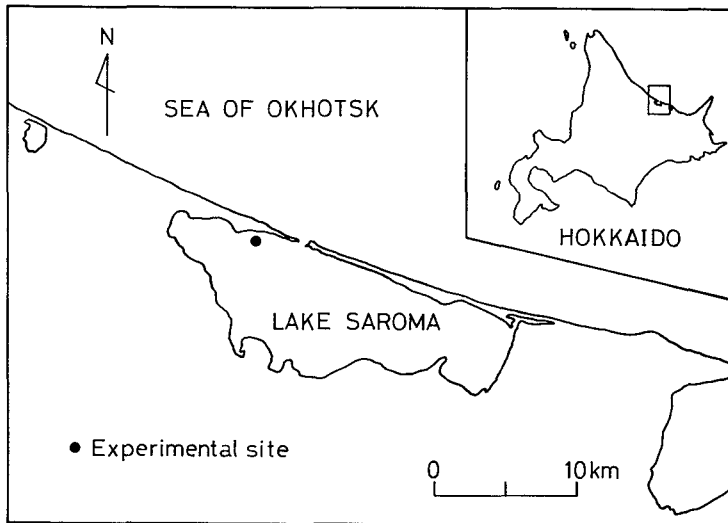 N
SEA OF OKHOTSK
HOKKAIDO
LAKE SAROMA
● Experimental site
0 10km